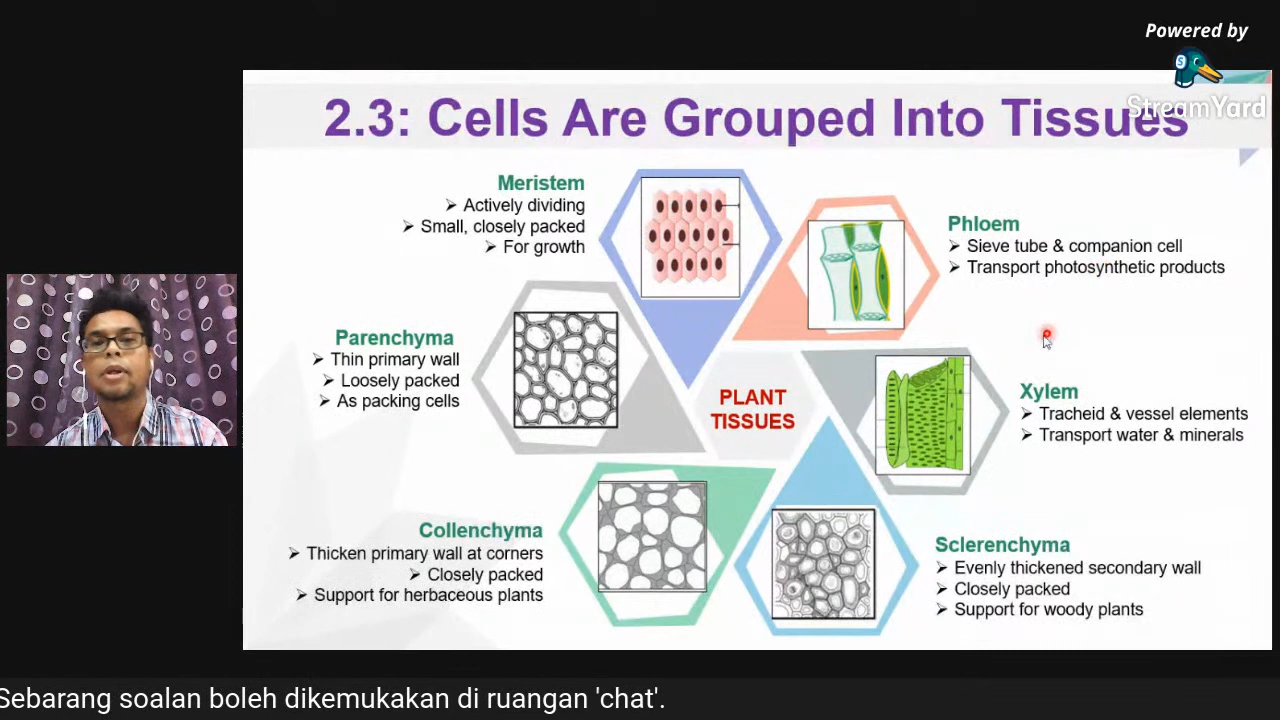 Powered by
StreamYard
2.3: Cells Are Grouped Into Tissues
Meristem
➤ Actively dividing
➤ Small, closely packed
➤ For growth
Phloem
➤ Sieve tube & companion cell
➤ Transport photosynthetic products
Parenchyma
➤ Thin primary wall
➤ Loosely packed
➤ As packing cells
PLANT
TISSUES
Xylem
➤ Tracheid & vessel elements
➤ Transport water & minerals
Collenchyma
➤ Thicken primary wall at corners
➤ Closely packed
➤ Support for herbaceous plants
Sclerenchyma
➤ Evenly thickened secondary wall
➤ Closely packed
➤ Support for woody plants
Sebarang soalan boleh dikemukakan di ruangan 'chat'.